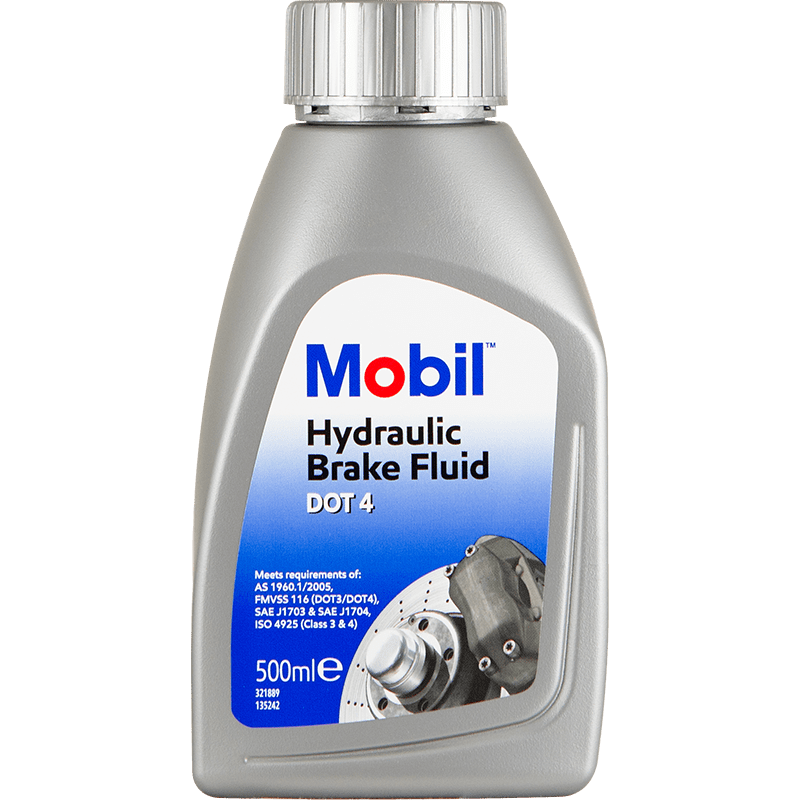 Mobil™
Hydraulic
Brake Fluid
DOT 4
Meets requirements of:
AS 1960.1/2005,
FMVSS 116 (DOT3/DOT4),
SAE J1703 & SAE J1704,
ISO 4925 (Class 3 & 4)
500ml℮
321889
135242